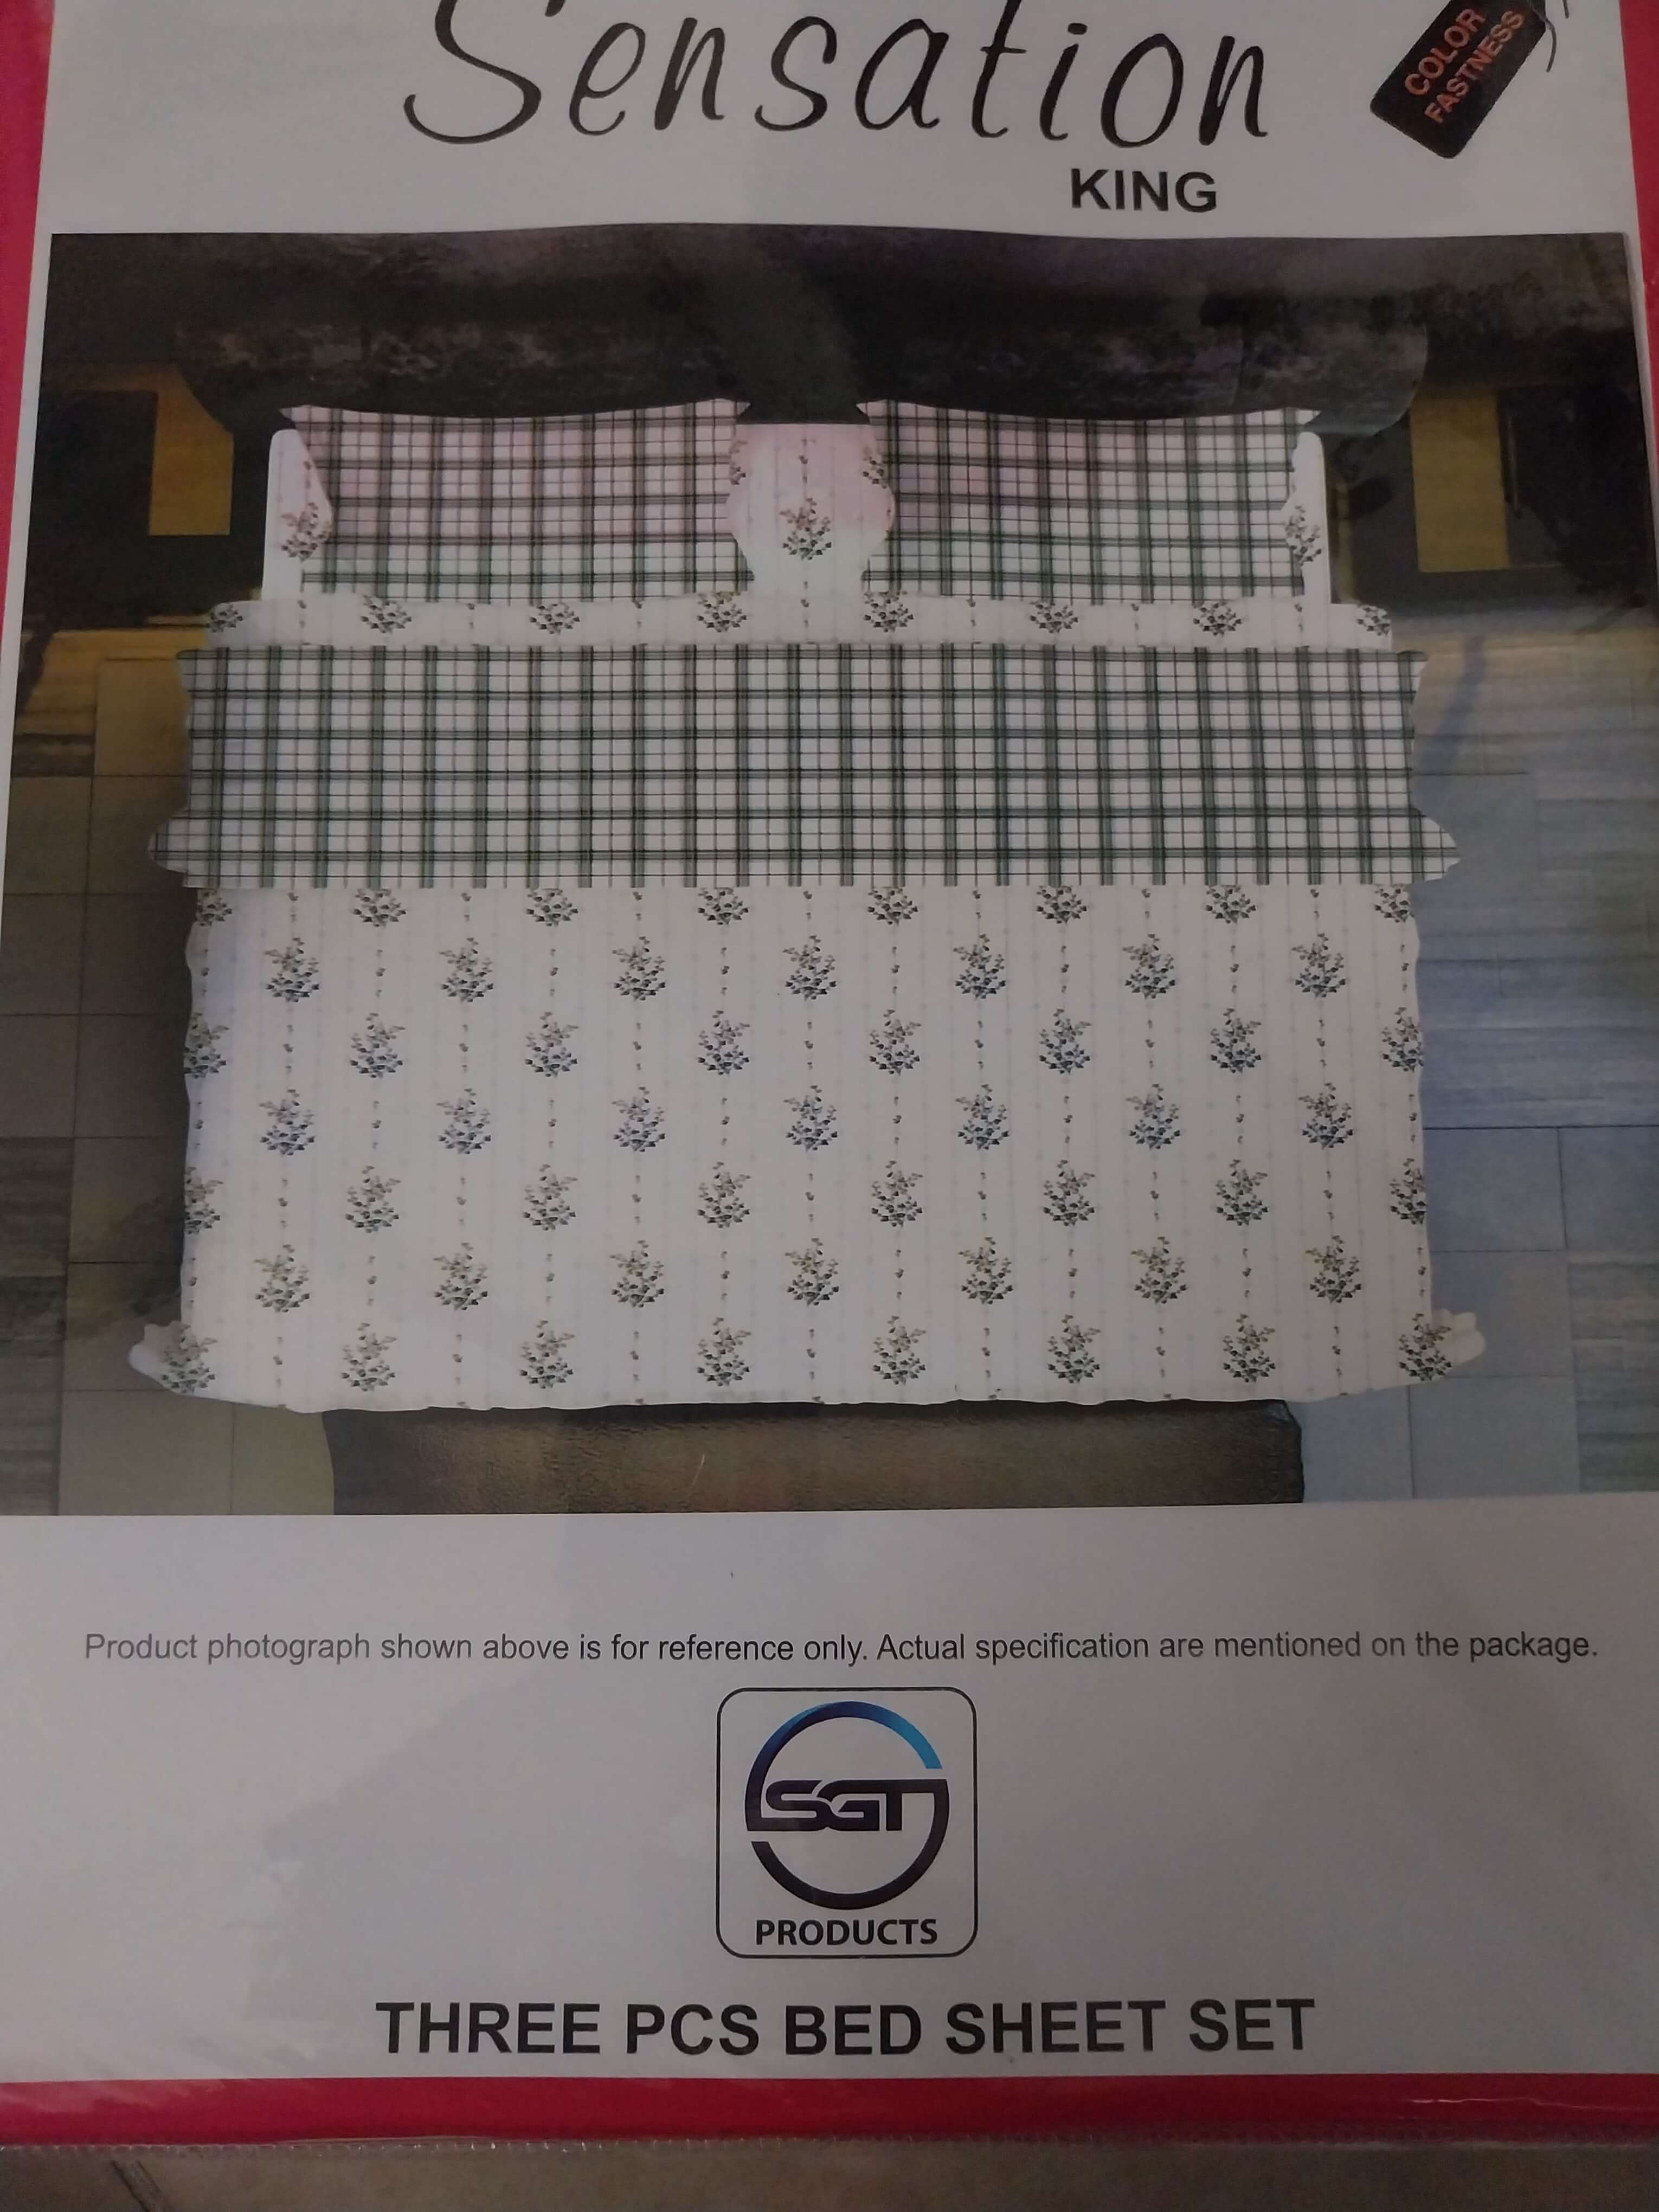 Sensation
COLOR
FASTNESS
KING
Product photograph shown above is for reference only. Actual specification are mentioned on the package.
SGT
PRODUCTS
THREE PCS BED SHEET SET